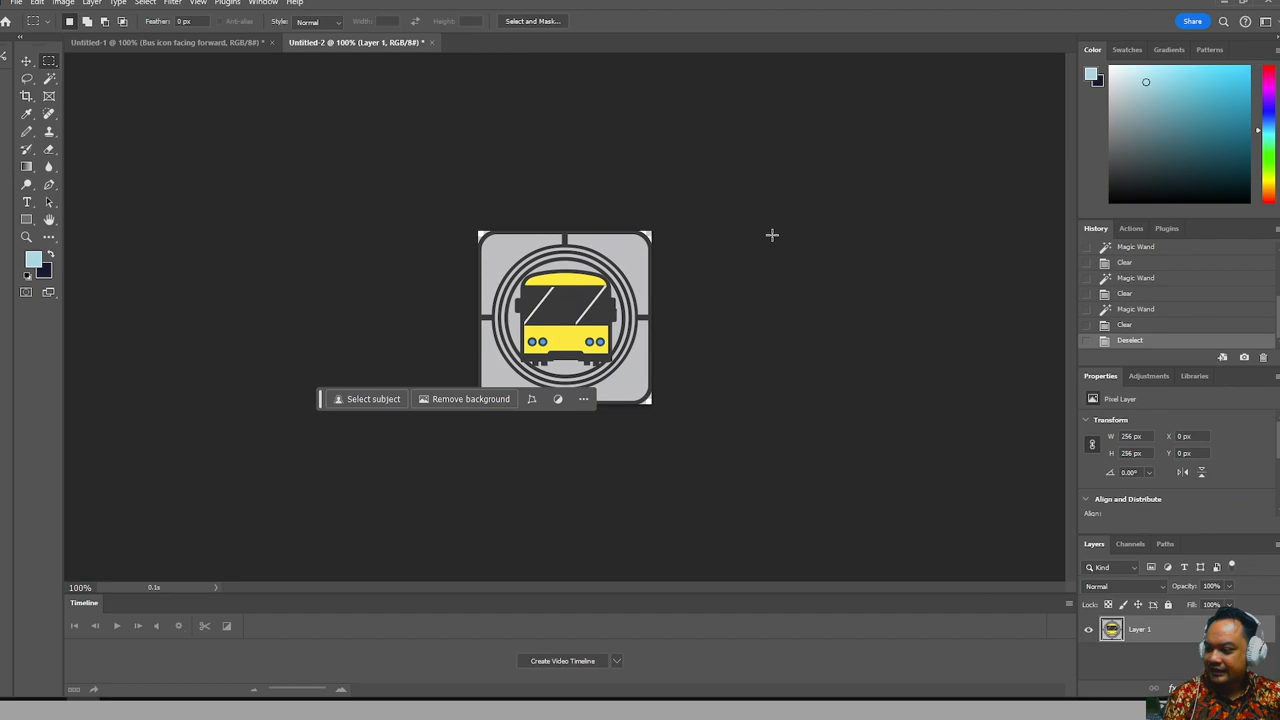 File Edit Image Layer Type Select Filter View Plugins Window Help
Feather: 0 px Anti-alias Style: Normal Width: Height: Select and Mask... Share
Untitled-1 @ 100% (Bus icon facing forward, RGB/8#) * × Untitled-2 @ 100% (Layer 1, RGB/8#) * ×
Color Swatches Gradients Patterns
History Actions Plugins
Magic Wand
Clear
Magic Wand
Clear
Magic Wand
Clear
Deselect
Properties Adjustments Libraries
Pixel Layer
Transform
W 256 px X 0 px
H 256 px Y 0 px
0.00°
Align and Distribute
Align:
Select subject Remove background
Layers Channels Paths
Kind
Normal Opacity: 100%
Lock: Fill: 100%
Layer 1
100% 0.1s
Timeline
Create Video Timeline
fx